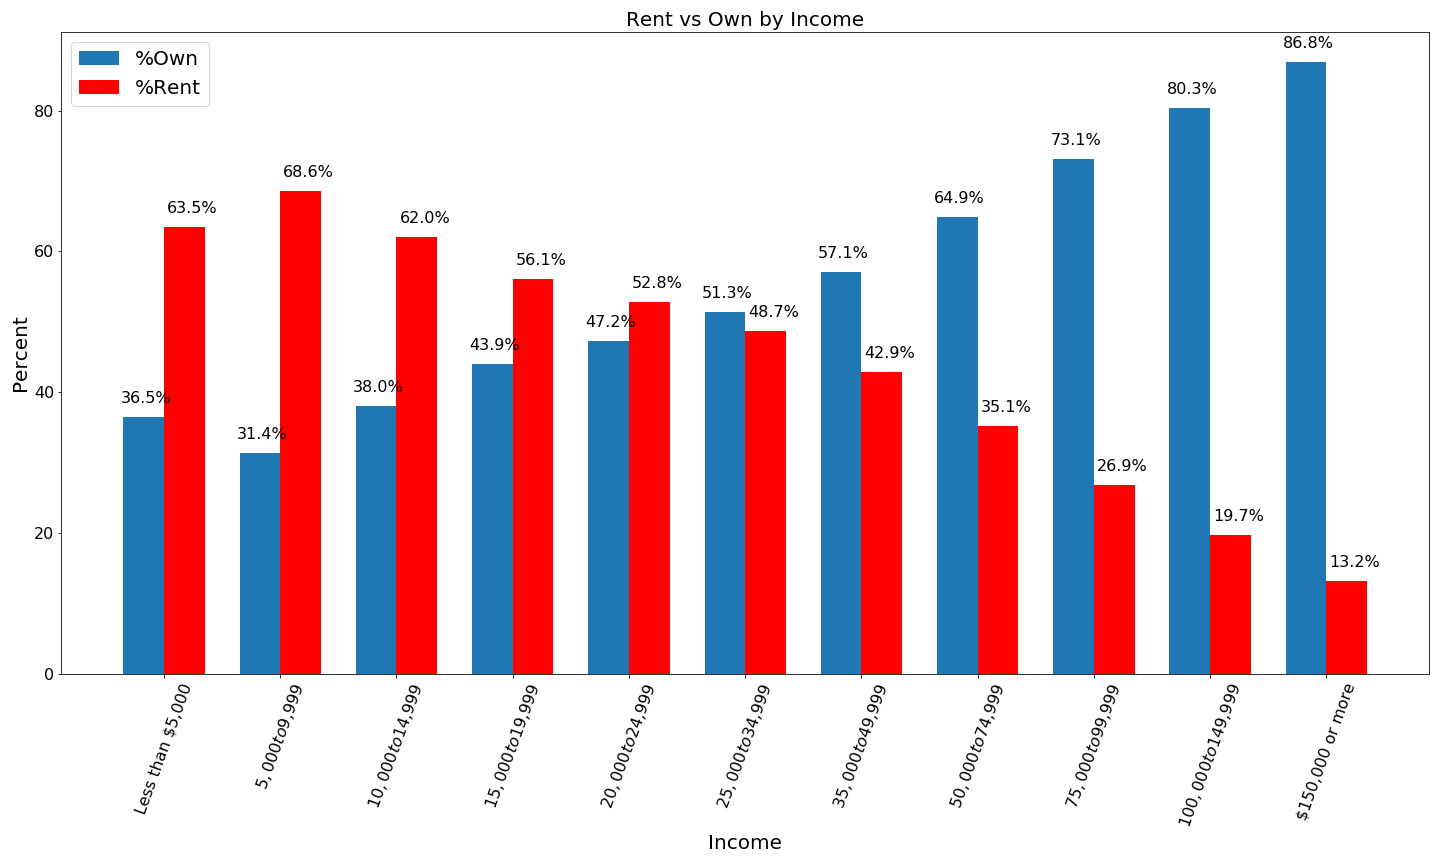 Rent vs Own by Income
%Own
%Rent
86.8%
80.3%
73.1%
68.6%
64.9%
63.5%
62.0%
57.1%
56.1%
52.8%
51.3%
48.7%
47.2%
43.9%
42.9%
38.0%
36.5%
35.1%
31.4%
26.9%
19.7%
13.2%
Percent
80
60
40
20
0
Less than $5,000
5,000to9,999
10,000to14,999
15,000to19,999
20,000to24,999
25,000to34,999
35,000to49,999
50,000to74,999
75,000to99,999
100,000to149,999
$150,000 or more
Income